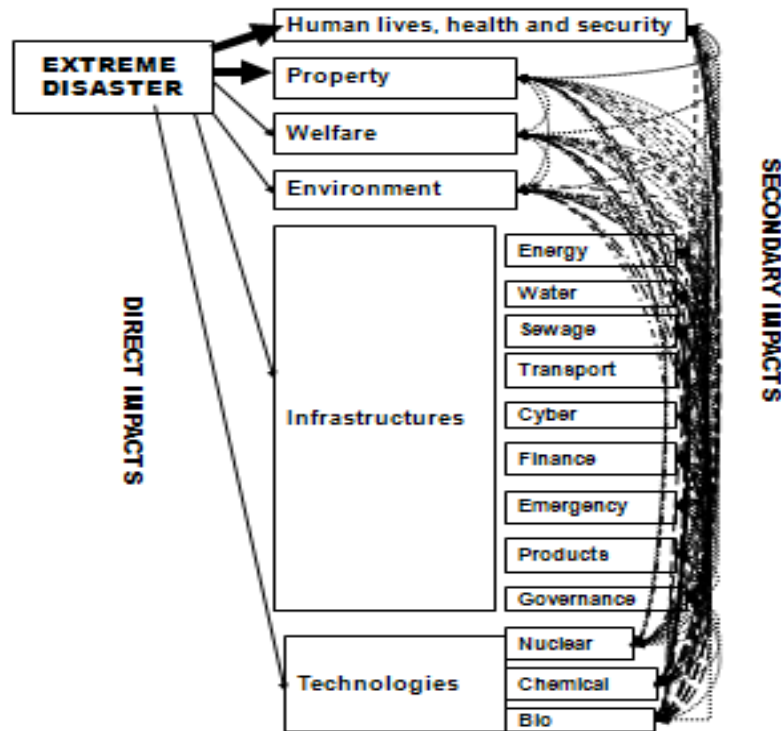 Human lives, health and security
EXTREME
DISASTER
Property
Welfare
Environment
Energy
Water
Sewage
Transport
Infrastructures
Cyber
Finance
Emergency
Products
Governance
Nuclear
Technologies
Chemical
Bio
DIRECT IMPACTS
SECONDARY IMPACTS